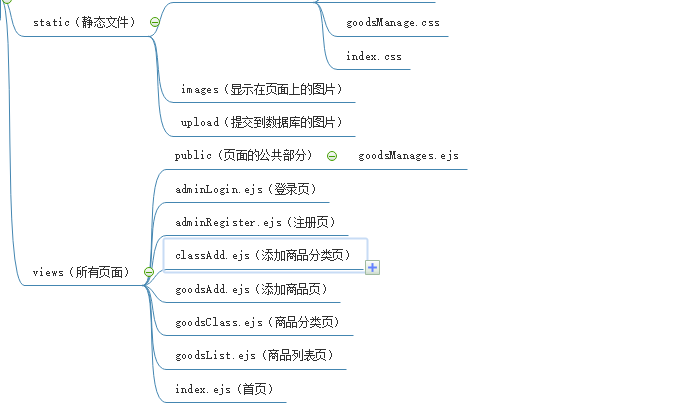 static（静态文件）
goodsManage.css
index.css
images（显示在页面上的图片）
upload（提交到数据库的图片）
public（页面的公共部分）
goodsManages.ejs
adminLogin.ejs（登录页）
adminRegister.ejs（注册页）
classAdd.ejs（添加商品分类页）
views（所有页面）
goodsAdd.ejs（添加商品页）
goodsClass.ejs（商品分类页）
goodsList.ejs（商品列表页）
index.ejs（首页）